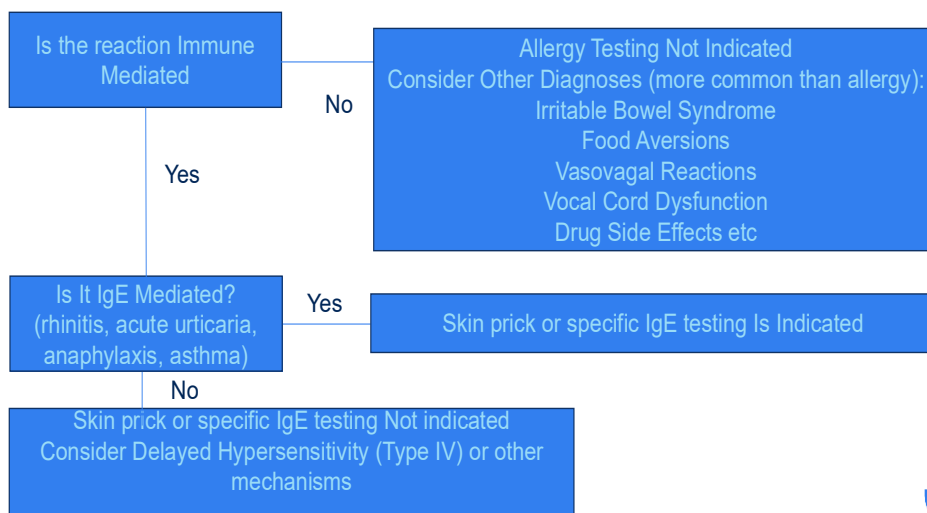 Is the reaction Immune
Mediated
No
Allergy Testing Not Indicated
Consider Other Diagnoses (more common than allergy):
Irritable Bowel Syndrome
Food Aversions
Vasovagal Reactions
Vocal Cord Dysfunction
Drug Side Effects etc
Yes
Is It IgE Mediated?
(rhinitis, acute urticaria,
anaphylaxis, asthma)
Yes
Skin prick or specific IgE testing Is Indicated
No
Skin prick or specific IgE testing Not indicated
Consider Delayed Hypersensitivity (Type IV) or other
mechanisms